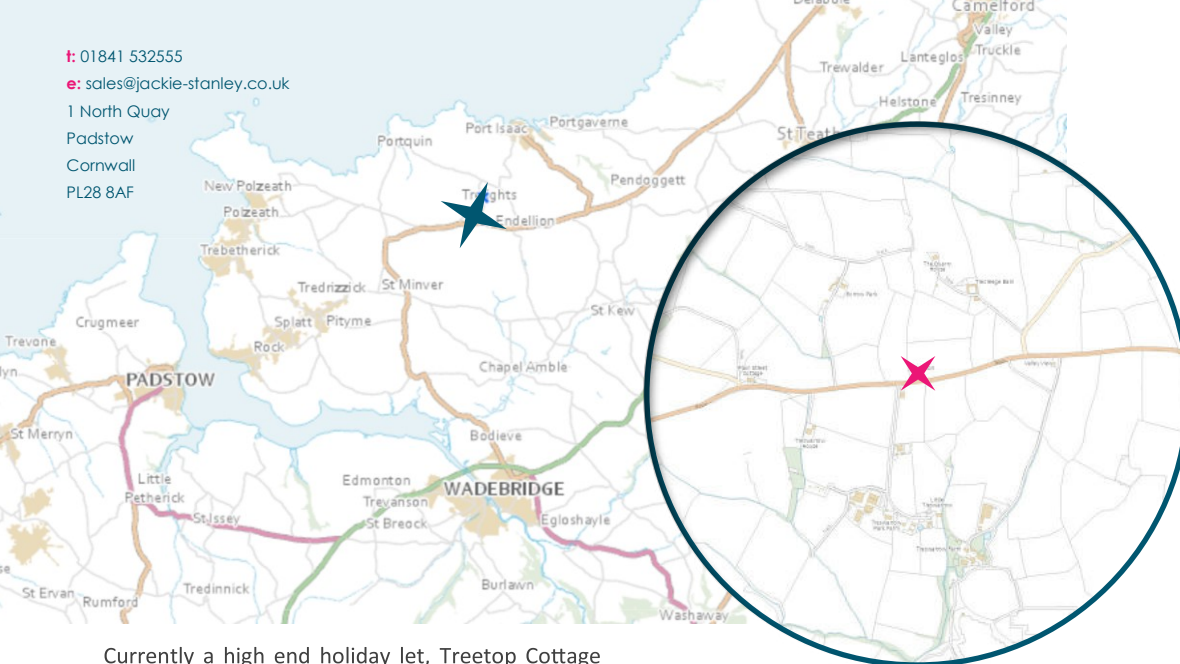 t: 01841 532555
e: sales@jackie-stanley.co.uk
1 North Quay
Padstow
Cornwall
PL28 8AF
Delabole
Camelford
Valley
Truckle
Lanteglos
Trewalder
Helstone
Tresinney
Portgaverne
Port Isaac
Portquin
St Teath
Pendoggett
New Polzeath
Polzeath
Endellion
Trebetherick
Tredrizzick
St Minver
St Kew
Crugmeer
Splatt
Pityme
Trevone
Rock
Chapel Amble
PADSTOW
St Merryn
Bodieve
Little
Petherick
Edmonton
WADEBRIDGE
Trevanson
St Issey
St Breock
Egloshayle
Tredinnick
Burlawn
St Ervan
Rumford
Washaway
Currently a high end holiday let, Treetop Cottage